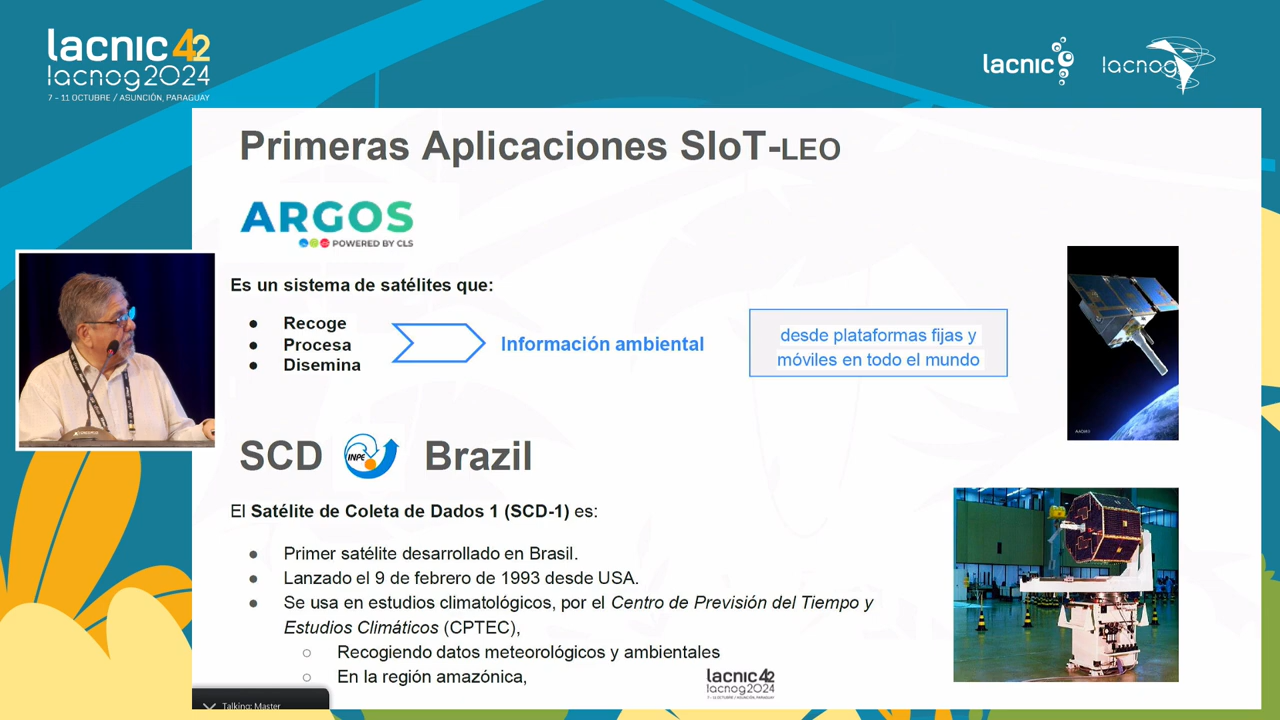 lacnic 42
lacnog2024
7 - 11 OCTUBRE / ASUNCIÓN, PARAGUAY
lacnic
lacnog
Primeras Aplicaciones SIoT-LEO
ARGOS
POWERED BY CLS
Es un sistema de satélites que:
● Recoge
● Procesa
● Disemina
Información ambiental
desde plataformas fijas y
móviles en todo el mundo
SCD INPE Brazil
El Satélite de Coleta de Dados 1 (SCD-1) es:
● Primer satélite desarrollado en Brasil.
● Lanzado el 9 de febrero de 1993 desde USA.
● Se usa en estudios climatológicos, por el Centro de Previsión del Tiempo y
Estudios Climáticos (CPTEC),
○ Recogiendo datos meteorológicos y ambientales
○ En la región amazónica,
lacnic 42
lacnog2024
Talking: Master